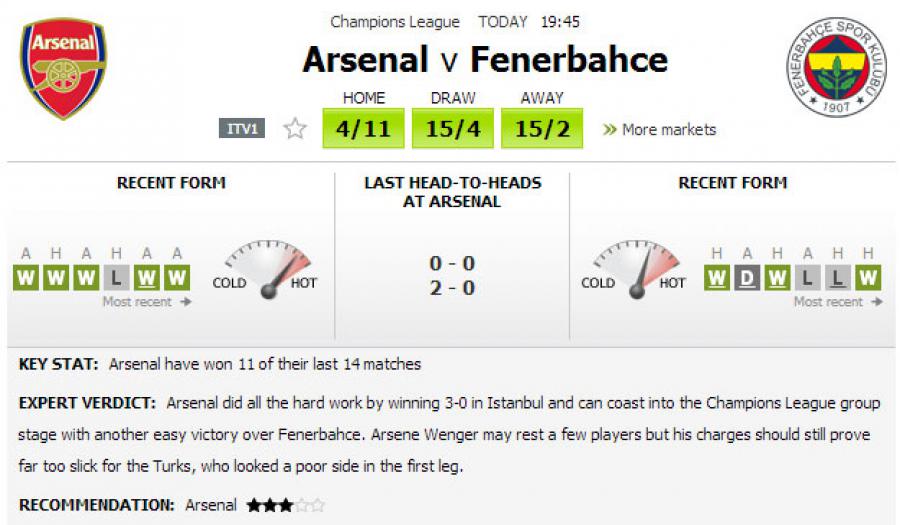 Champions League TODAY 19:45
Arsenal
Arsenal v Fenerbahce
FENERBAHÇE SPOR KULÜBÜ
★ 1907 ★
HOME DRAW AWAY
ITV1 4/11 15/4 15/2 » More markets
RECENT FORM
A H A H A A
W W W L W W
Most recent →
COLD HOT
LAST HEAD-TO-HEADS
AT ARSENAL
0 - 0
2 - 0
RECENT FORM
COLD HOT
H A H A H H
W D W L L W
Most recent →
KEY STAT: Arsenal have won 11 of their last 14 matches
EXPERT VERDICT: Arsenal did all the hard work by winning 3-0 in Istanbul and can coast into the Champions League group
stage with another easy victory over Fenerbahce. Arsene Wenger may rest a few players but his charges should still prove
far too slick for the Turks, who looked a poor side in the first leg.
RECOMMENDATION: Arsenal ★★★☆☆